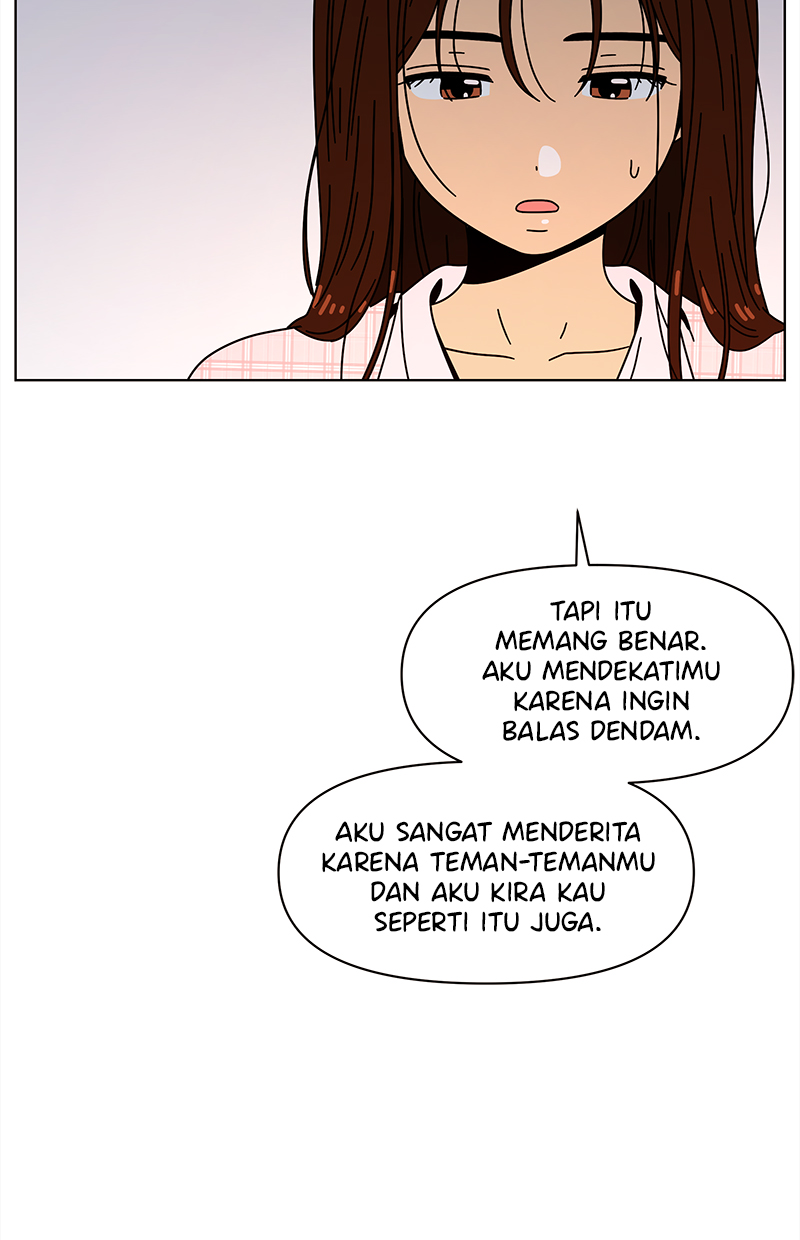 TAPI ITU
MEMANG BENAR.
AKU MENDEKATIMU
KARENA INGIN
BALAS DENDAM.
AKU SANGAT MENDERITA
KARENA TEMAN-TEMANMU
DAN AKU KIRA KAU
SEPERTI ITU JUGA.